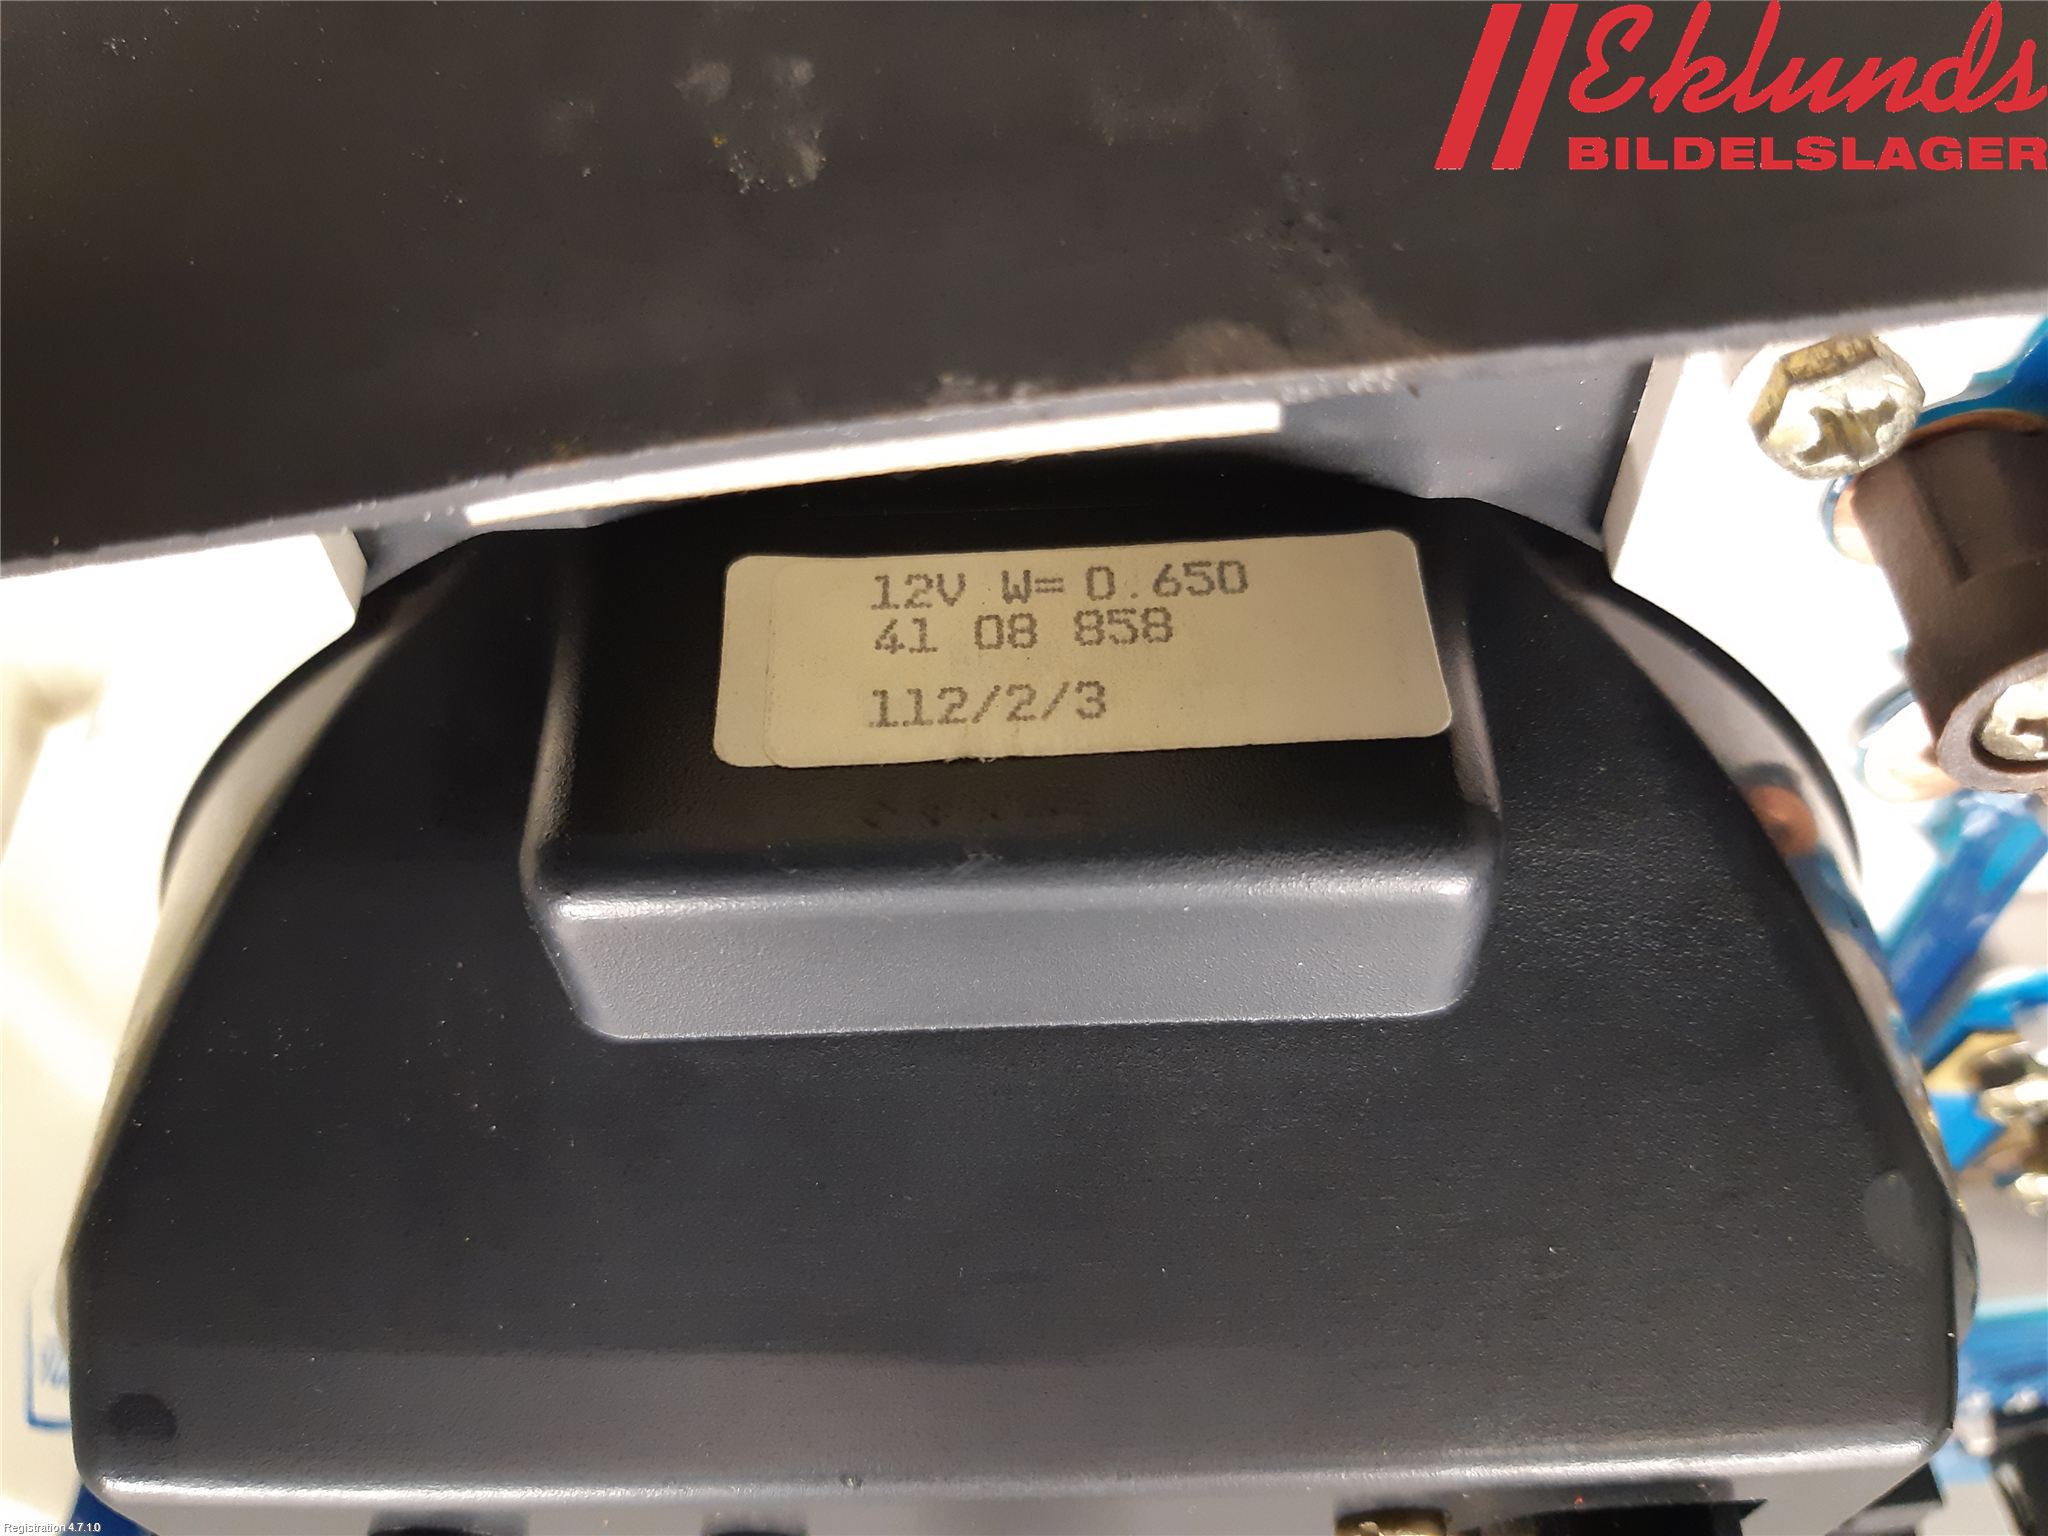 Eklunds
BILDELSLAGER
12V W= 0.650
41 08 858
112/2/3
Registration 4.7.1.0